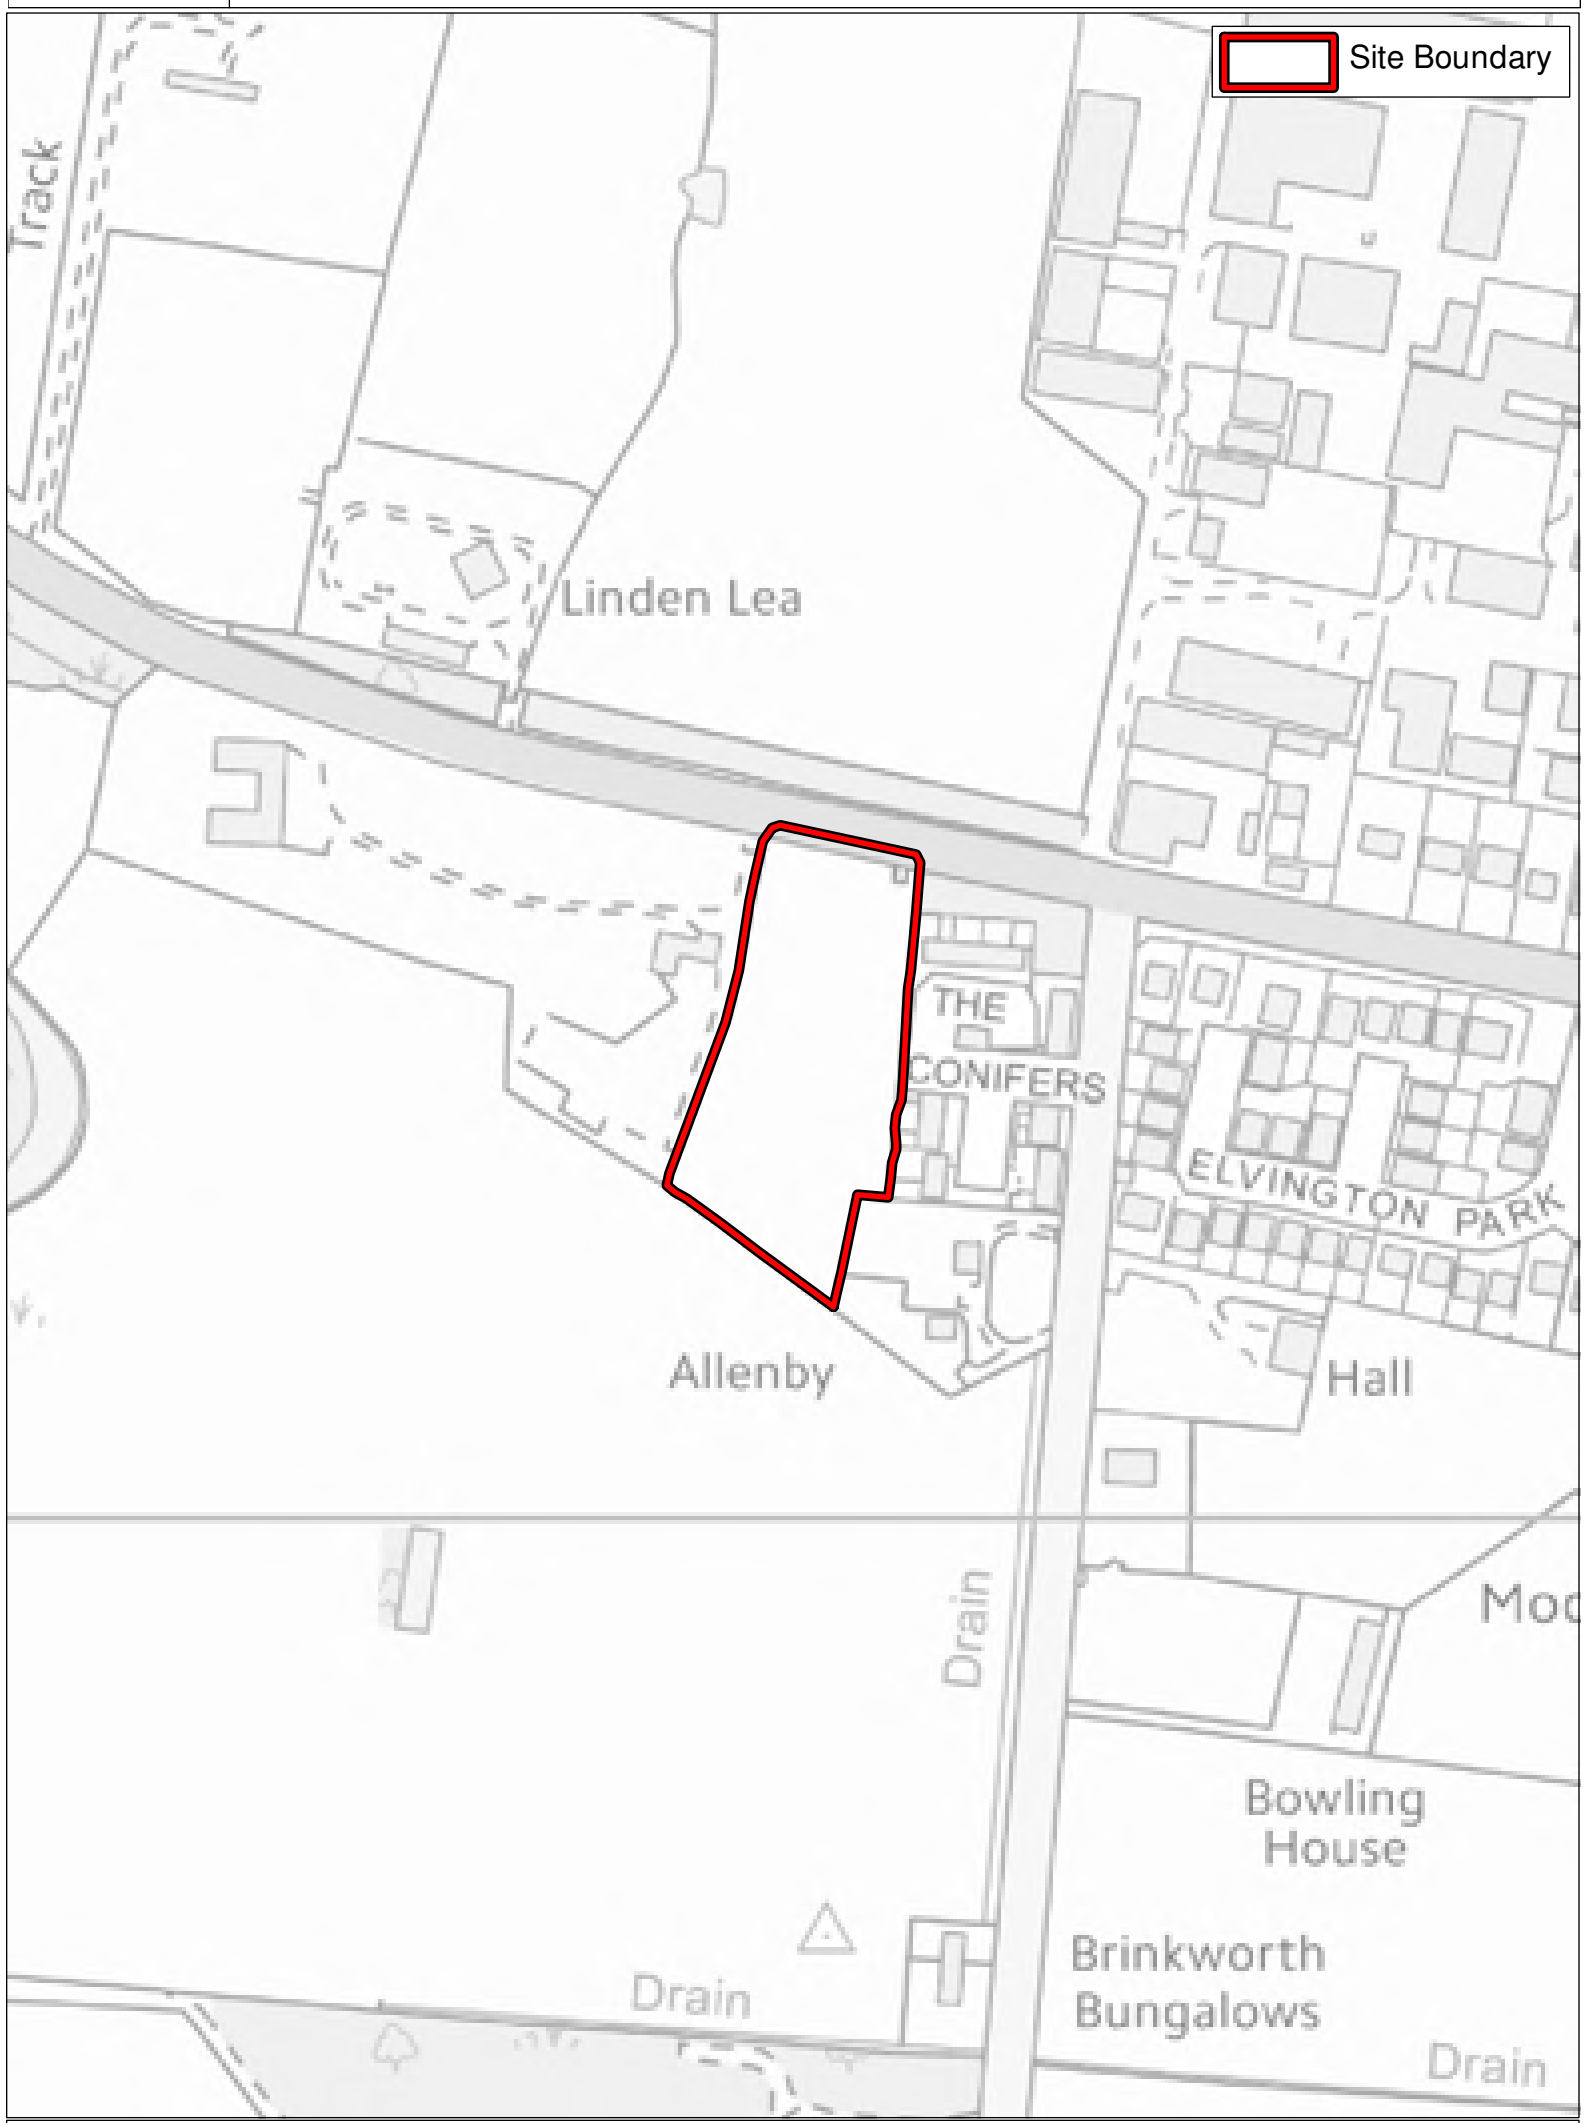 Site Boundary
Track
Linden Lea
THE
CONIFERS
ELVINGTON PARK
Allenby
Hall
Drain
Bowling
House
Brinkworth
Bungalows
Drain
Drain